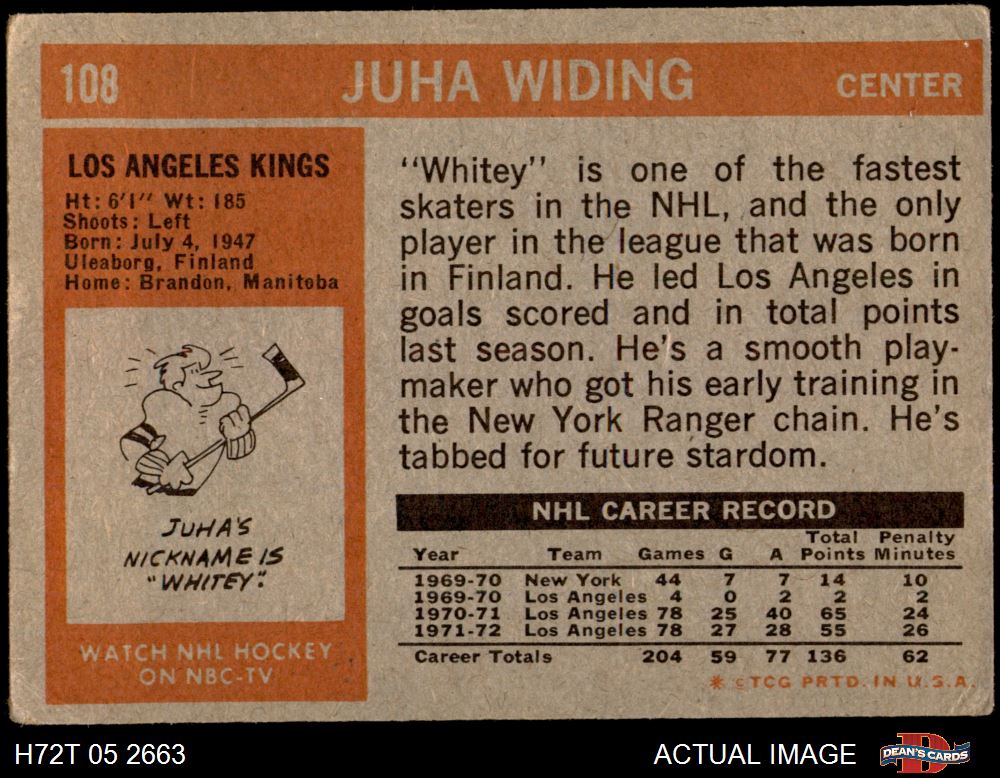 108 JUHA WIDING CENTER
LOS ANGELES KINGS
Ht: 6'1" Wt: 185
Shoots: Left
Born: July 4, 1947
Uleaborg, Finland
Home: Brandon, Manitoba
JUHA'S
NICKNAME IS
"WHITEY".
WATCH NHL HOCKEY
ON NBC-TV
"Whitey" is one of the fastest
skaters in the NHL, and the only
player in the league that was born
in Finland. He led Los Angeles in
goals scored and in total points
last season. He's a smooth play-
maker who got his early training in
the New York Ranger chain. He's
tabbed for future stardom.
NHL CAREER RECORD
Total Penalty
Year Team Games G A Points Minutes
1969-70 New York 44 7 7 14 10
1969-70 Los Angeles 4 0 2 2 2
1970-71 Los Angeles 78 25 40 65 24
1971-72 Los Angeles 78 27 28 55 26
Career Totals 204 59 77 136 62
* ©TCG PRTD. IN U.S.A.
H72T 05 2663 ACTUAL IMAGE DEAN'S CARDS